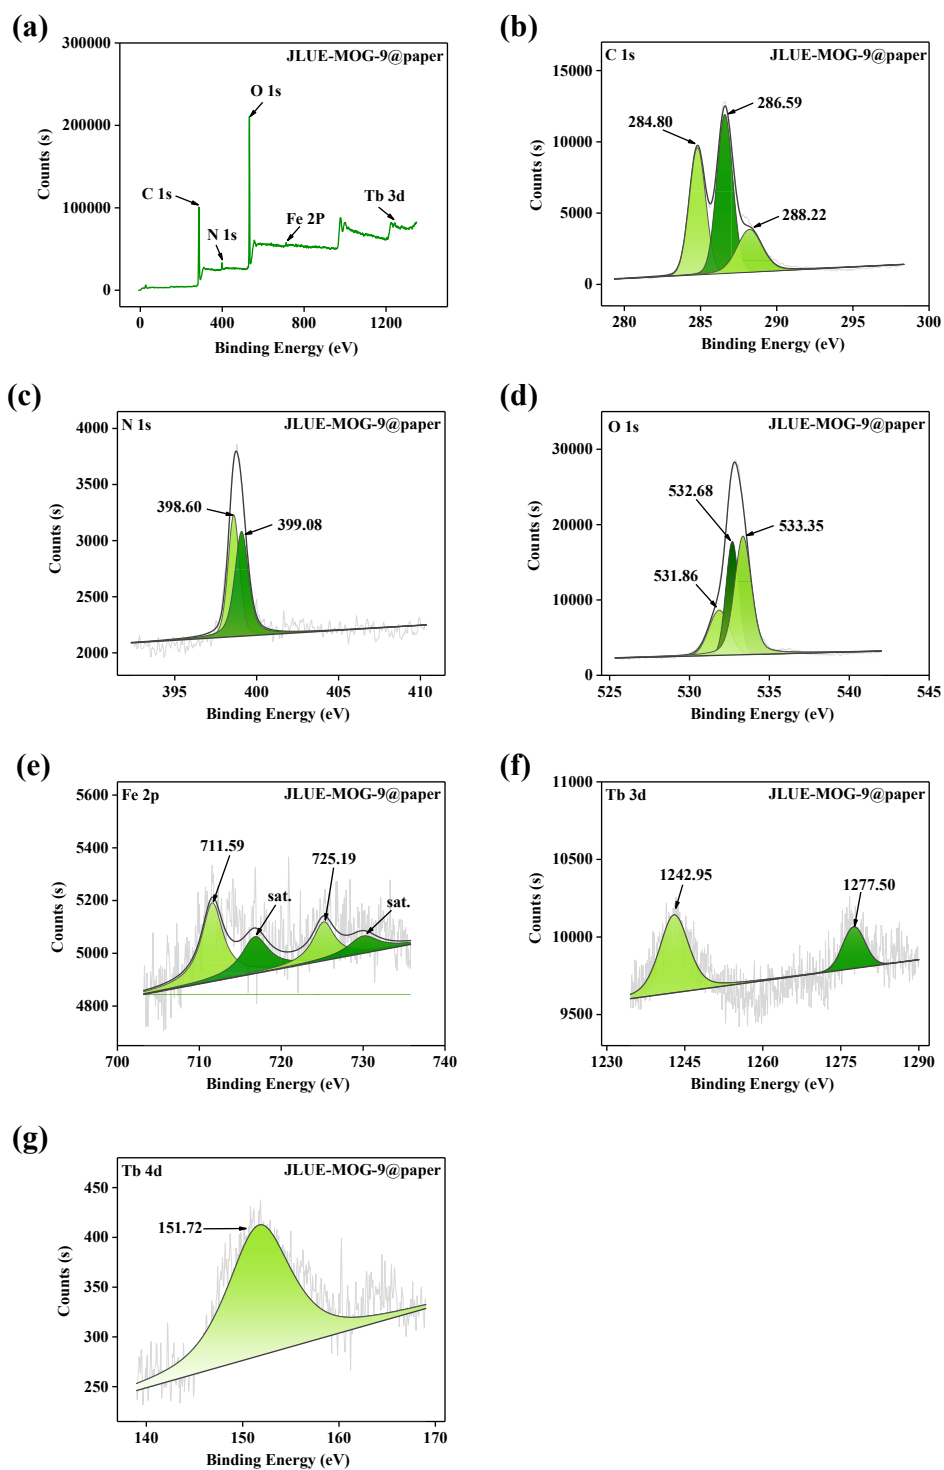 (a)
300000
200000
100000
0
Counts (s)
JLUE-MOG-9@paper
O 1s
C 1s
N 1s
Fe 2P
Tb 3d
0 400 800 1200
Binding Energy (eV)
(b)
15000
10000
5000
0
Counts (s)
C 1s JLUE-MOG-9@paper
284.80
286.59
288.22
280 285 290 295 300
Binding Energy (eV)
(c)
4000
3500
3000
2500
2000
Counts (s)
N 1s JLUE-MOG-9@paper
398.60
399.08
395 400 405 410
Binding Energy (eV)
(d)
30000
20000
10000
0
Counts (s)
O 1s JLUE-MOG-9@paper
532.68
533.35
531.86
525 530 535 540 545
Binding Energy (eV)
(e)
5600
5400
5200
5000
4800
Counts (s)
Fe 2p JLUE-MOG-9@paper
711.59
725.19
sat.
sat.
700 710 720 730 740
Binding Energy (eV)
(f)
11000
10500
10000
9500
Counts (s)
Tb 3d JLUE-MOG-9@paper
1242.95
1277.50
1230 1245 1260 1275 1290
Binding Energy (eV)
(g)
450
400
350
300
250
Counts (s)
Tb 4d JLUE-MOG-9@paper
151.72
140 150 160 170
Binding Energy (eV)